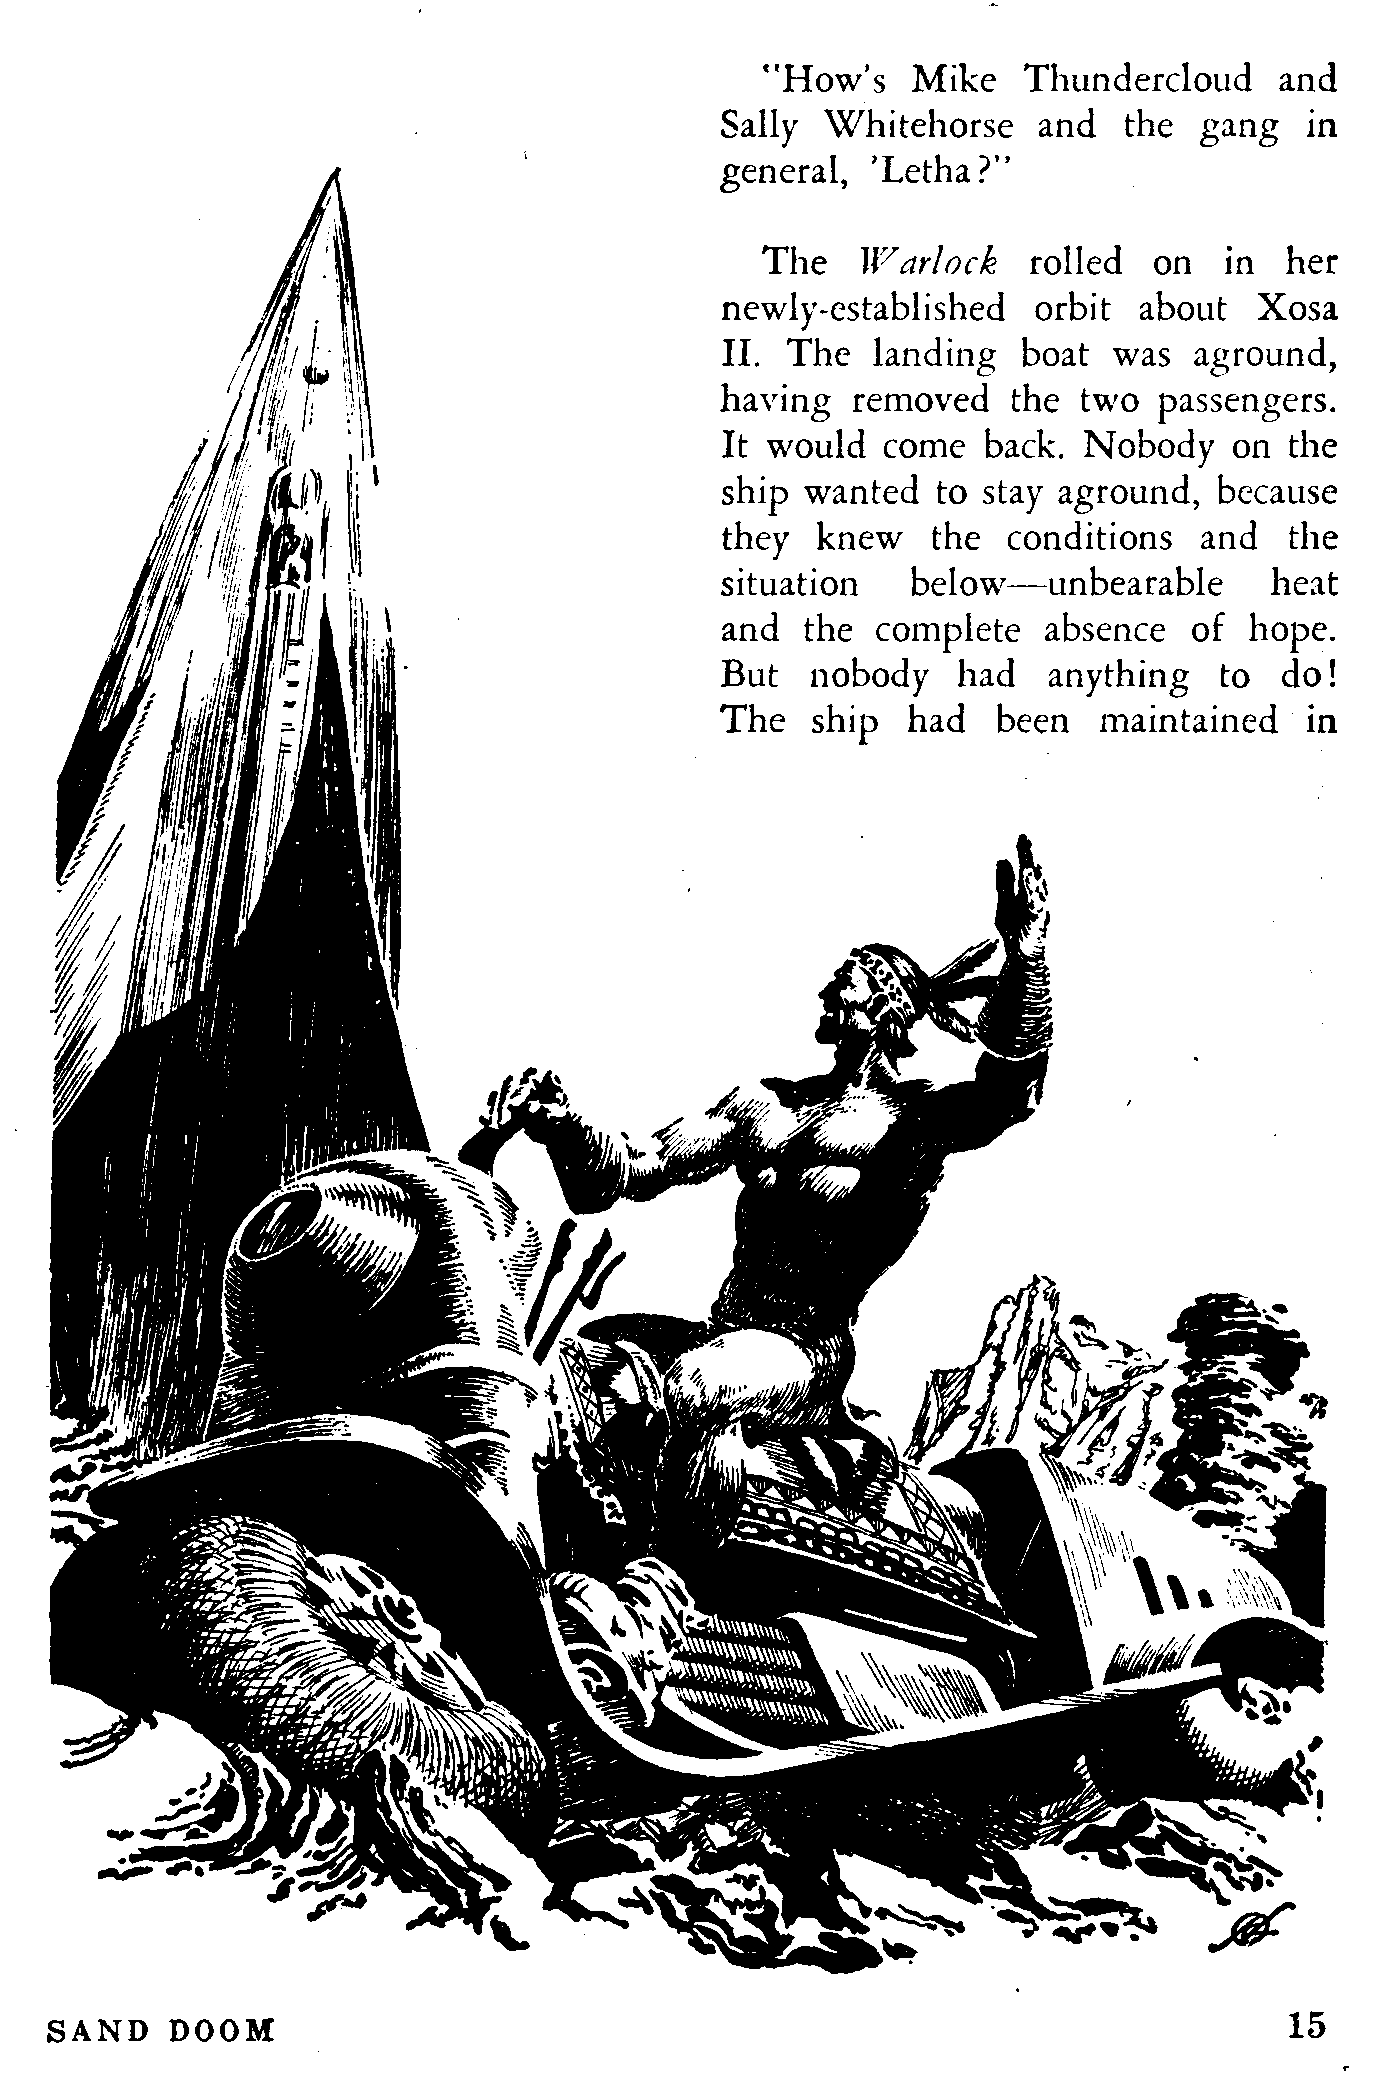 "How's Mike Thundercloud and
Sally Whitehorse and the gang in
general, 'Letha?"
The Warlock rolled on in her
newly-established orbit about Xosa
II. The landing boat was aground,
having removed the two passengers.
It would come back. Nobody on the
ship wanted to stay aground, because
they knew the conditions and the
situation below—unbearable heat
and the complete absence of hope.
But nobody had anything to do!
The ship had been maintained in
SAND DOOM
15